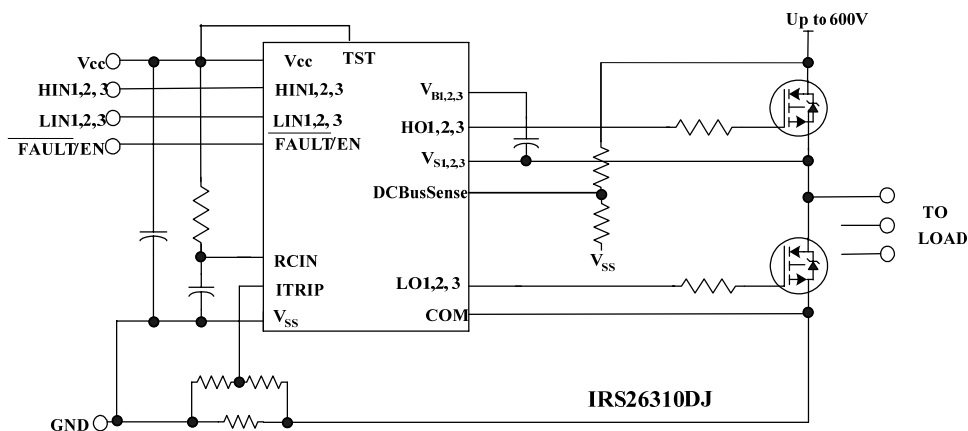 Up to 600V
Vcc
HIN1,2, 3
LIN1,2,3
FAULT/EN
TST
Vcc
HIN1,2,3
LIN1,2, 3
FAULT/EN
RCIN
ITRIP
VSS
VB1,2,3
HO1,2,3
VS1,2,3
DCBusSense
LO1,2, 3
COM
VSS
TO
LOAD
GND
IRS26310DJ